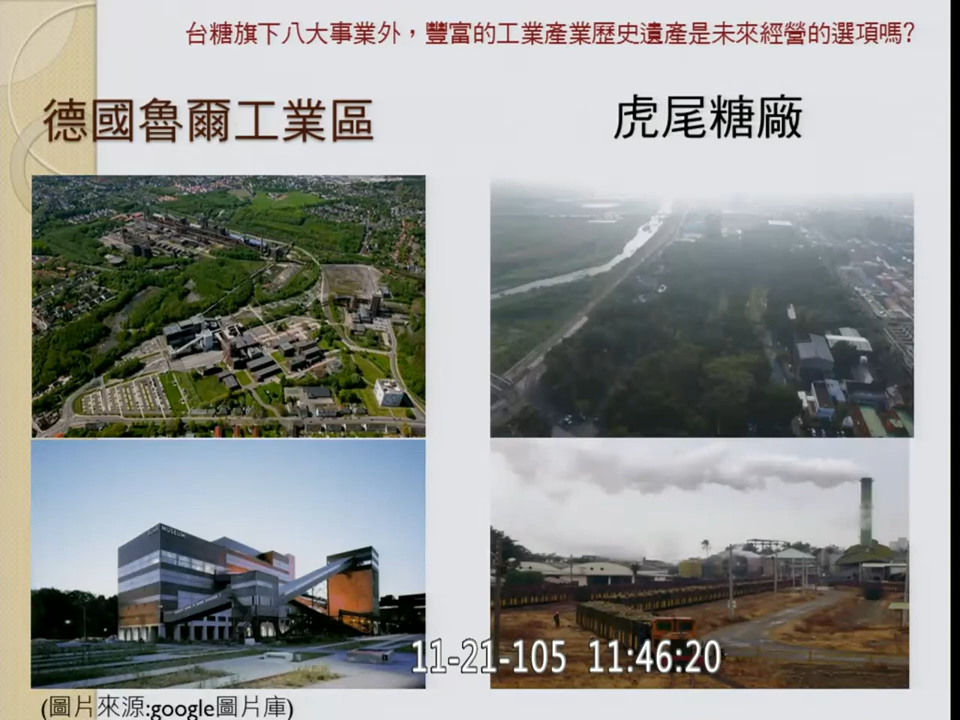 台糖旗下八大事業外，豐富的工業產業歷史遺產是未來經營的選項嗎?
德國魯爾工業區
虎尾糖廠
MUSEUM
11-21-105 11:46:20
(圖片來源:google圖片庫)